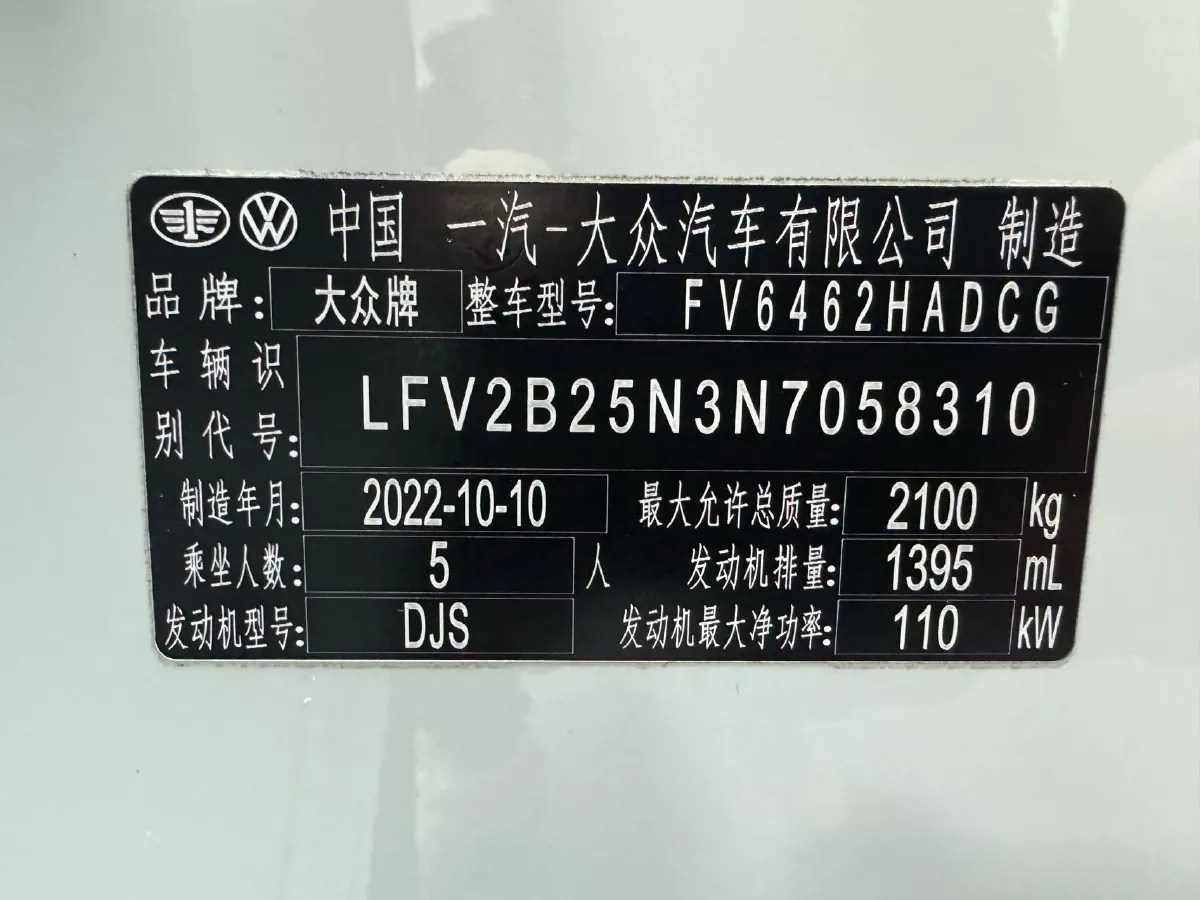 中国 一汽-大众汽车有限公司 制造
品牌: 大众牌 整车型号: FV6462HADCG
车辆识别代号: LFV2B25N3N7058310
制造年月: 2022-10-10 最大允许总质量: 2100 kg
乘坐人数: 5 人 发动机排量: 1395 mL
发动机型号: DJS 发动机最大净功率: 110 kW